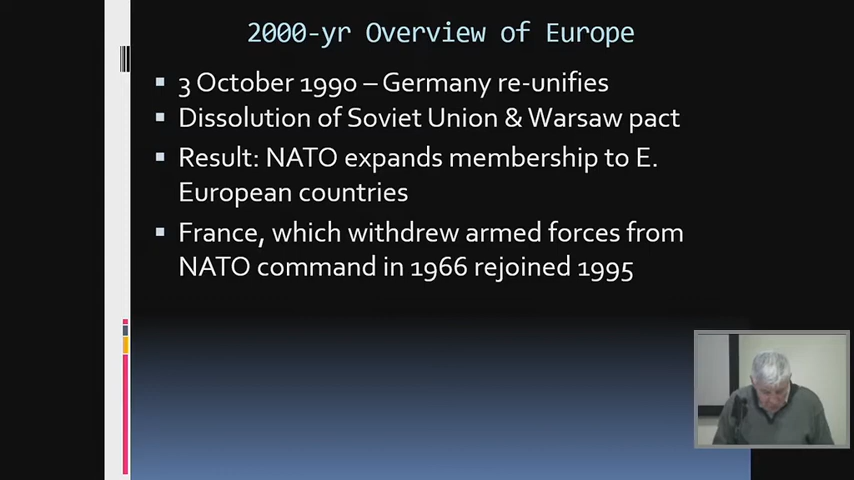 2000-yr Overview of Europe
▪ 3 October 1990 – Germany re-unifies
▪ Dissolution of Soviet Union & Warsaw pact
▪ Result: NATO expands membership to E.
European countries
▪ France, which withdrew armed forces from
NATO command in 1966 rejoined 1995